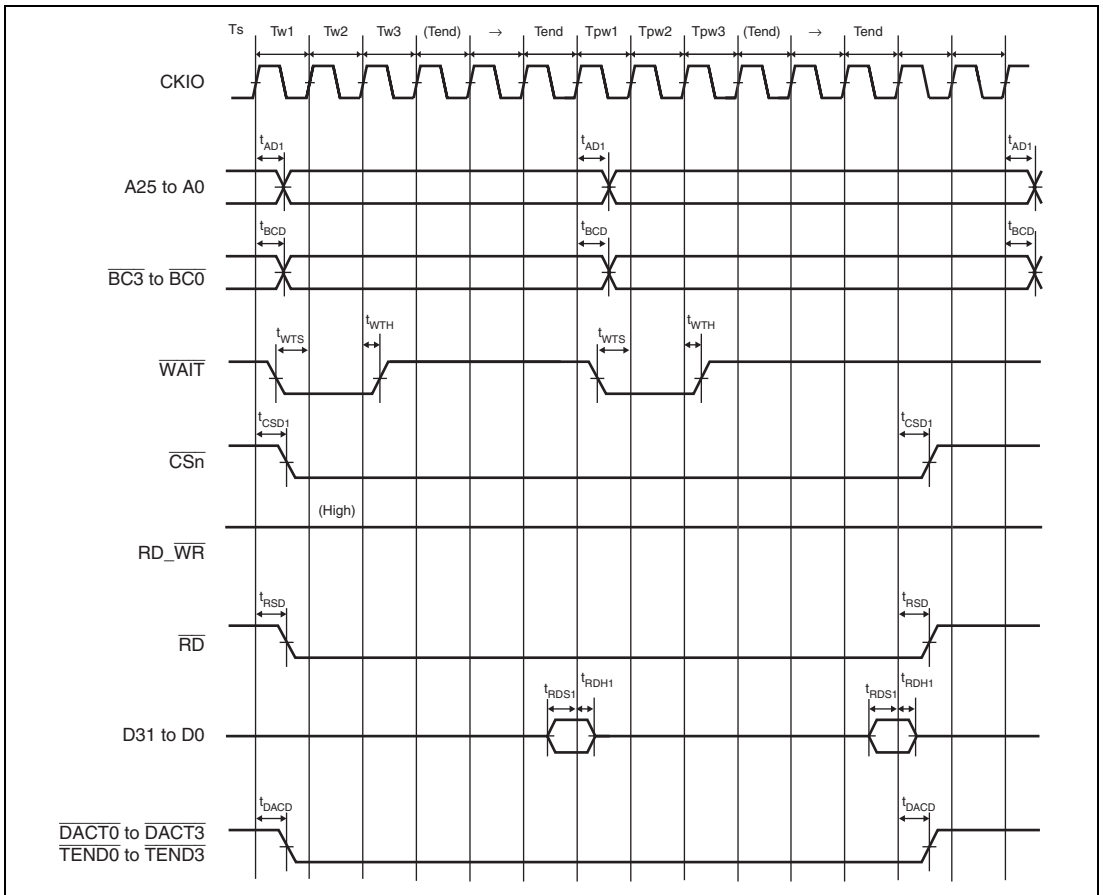 Ts Tw1 Tw2 Tw3 (Tend) → Tend Tpw1 Tpw2 Tpw3 (Tend) → Tend
CKIO
tAD1 tAD1 tAD1
A25 to A0
tBCD tBCD tBCD
BC3 to BC0
tWTS tWTH tWTS tWTH
WAIT
tCSD1 tCSD1
CSn
(High)
RD_WR
tRSD tRSD
RD
tRDS1 tRDH1 tRDS1 tRDH1
D31 to D0
tDACD tDACD
DACT0 to DACT3
TEND0 to TEND3